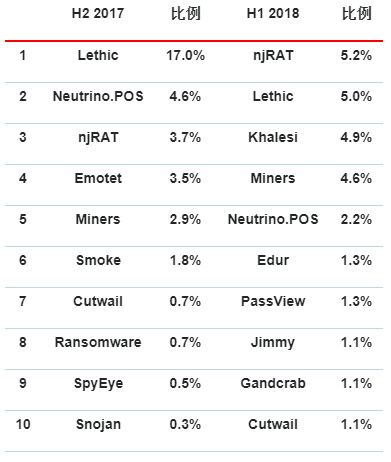 H2 2017 比例 H1 2018 比例
1 Lethic 17.0% njRAT 5.2%
2 Neutrino.POS 4.6% Lethic 5.0%
3 njRAT 3.7% Khalesi 4.9%
4 Emotet 3.5% Miners 4.6%
5 Miners 2.9% Neutrino.POS 2.2%
6 Smoke 1.8% Edur 1.3%
7 Cutwail 0.7% PassView 1.3%
8 Ransomware 0.7% Jimmy 1.1%
9 SpyEye 0.5% Gandcrab 1.1%
10 Snojan 0.3% Cutwail 1.1%